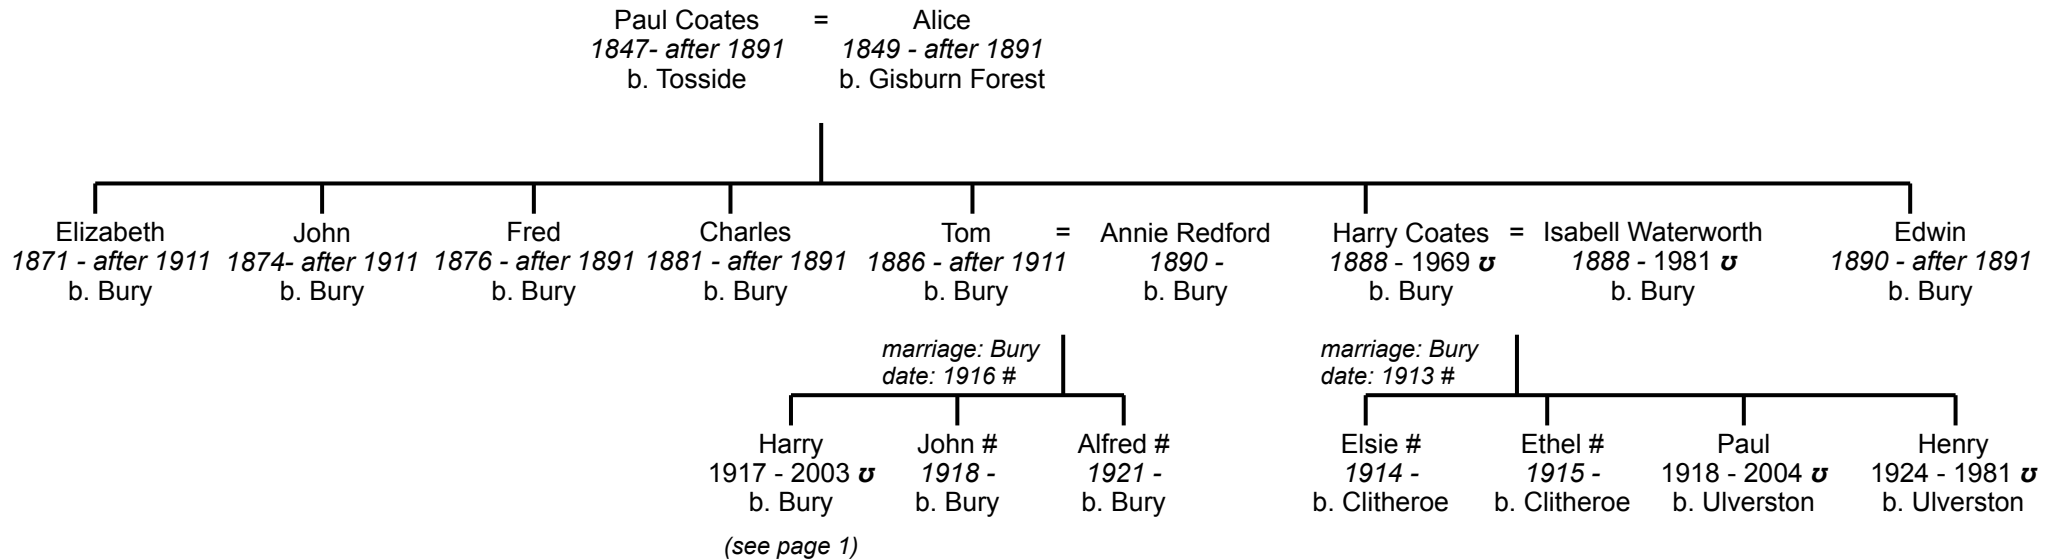 Paul Coates = Alice
1847- after 1891 1849 - after 1891
b. Tosside b. Gisburn Forest
Elizabeth John Fred Charles Tom = Annie Redford Harry Coates = Isabell Waterworth Edwin
1871 - after 1911 1874- after 1911 1876 - after 1891 1881 - after 1891 1886 - after 1911 1890 - 1888 - 1969 ʊ 1888 - 1981 ʊ 1890 - after 1891
b. Bury b. Bury b. Bury b. Bury b. Bury b. Bury b. Bury b. Bury b. Bury
marriage: Bury marriage: Bury
date: 1916 # date: 1913 #
Harry John # Alfred # Elsie # Ethel # Paul Henry
1917 - 2003 ʊ 1918 - 1921 - 1914 - 1915 - 1918 - 2004 ʊ 1924 - 1981 ʊ
b. Bury b. Bury b. Bury b. Clitheroe b. Clitheroe b. Ulverston b. Ulverston
(see page 1)